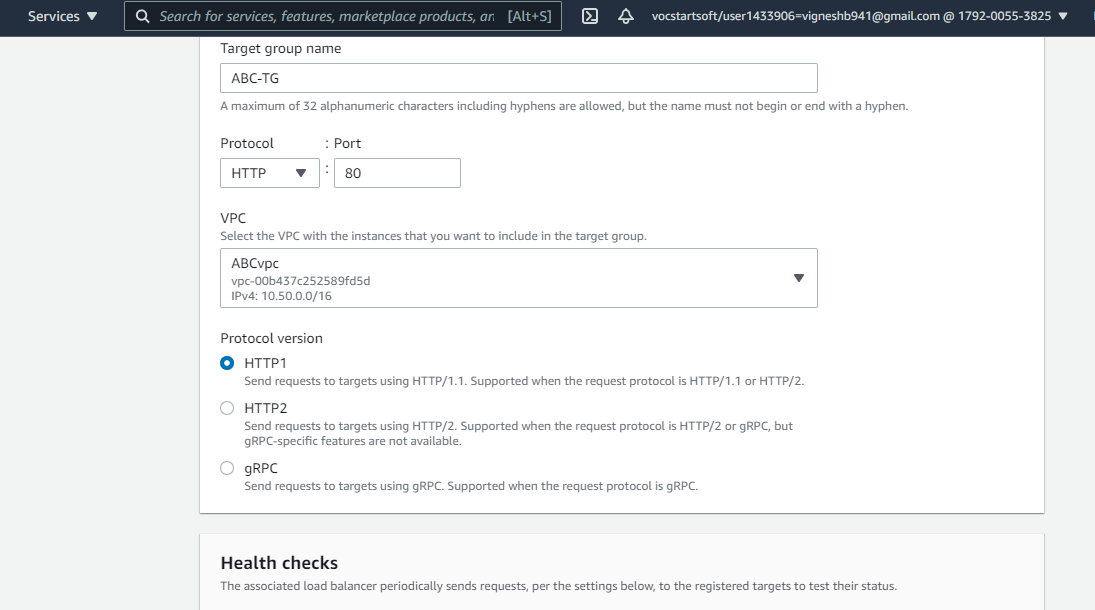 Services ▼ Search for services, features, marketplace products, an [Alt+S] vocstartsoft/user1433906=vigneshb941@gmail.com @ 1792-0055-3825 ▼
Target group name
ABC-TG
A maximum of 32 alphanumeric characters including hyphens are allowed, but the name must not begin or end with a hyphen.
Protocol : Port
HTTP ▼ : 80
VPC
Select the VPC with the instances that you want to include in the target group.
ABCvpc
vpc-00b437c252589fd5d
IPv4: 10.50.0.0/16
Protocol version
HTTP1
Send requests to targets using HTTP/1.1. Supported when the request protocol is HTTP/1.1 or HTTP/2.
HTTP2
Send requests to targets using HTTP/2. Supported when the request protocol is HTTP/2 or gRPC, but
gRPC-specific features are not available.
gRPC
Send requests to targets using gRPC. Supported when the request protocol is gRPC.
Health checks
The associated load balancer periodically sends requests, per the settings below, to the registered targets to test their status.